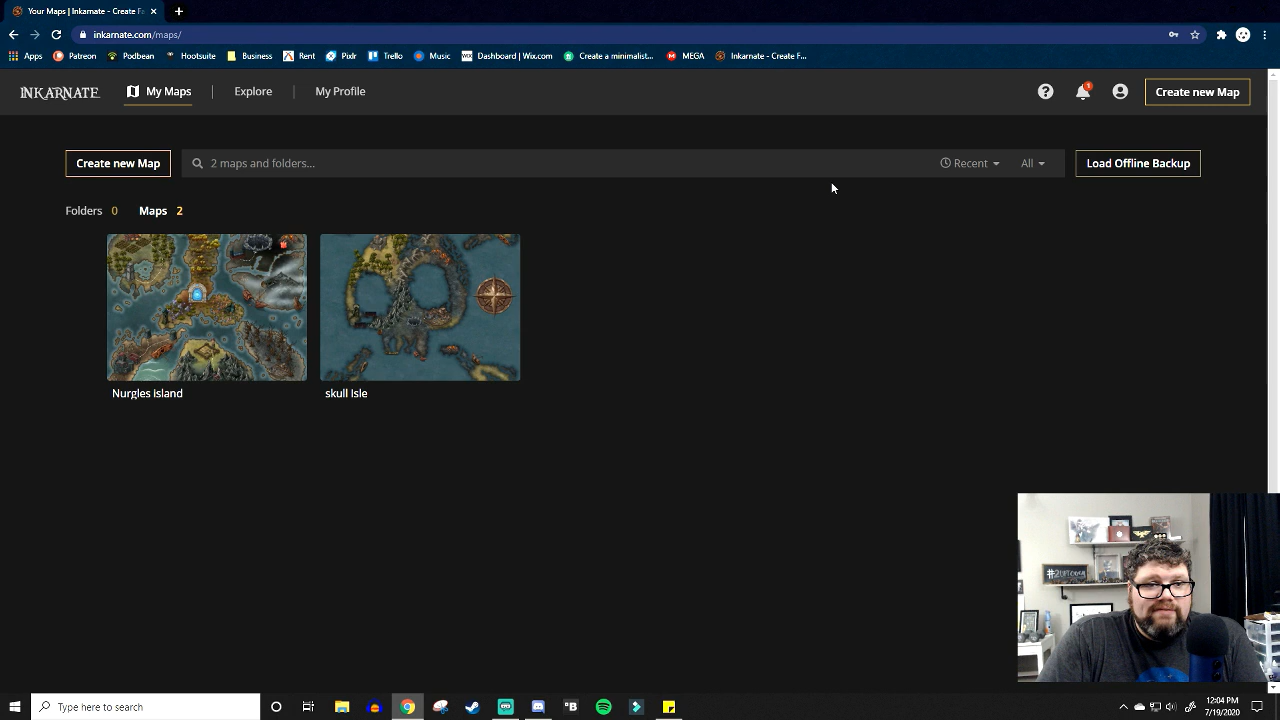 Your Maps | Inkarnate - Create Fa
inkarnate.com/maps/
Apps Patreon Podbean Hootsuite Business Rent Pixlr Trello Music Dashboard | Wix.com Create a minimalist... MEGA Inkarnate - Create F...
INKARNATE My Maps Explore My Profile 1 Create new Map
Create new Map 2 maps and folders... Recent All Load Offline Backup
Folders 0 Maps 2
Nurgles island skull Isle
Type here to search
12:04 PM
7/19/2020